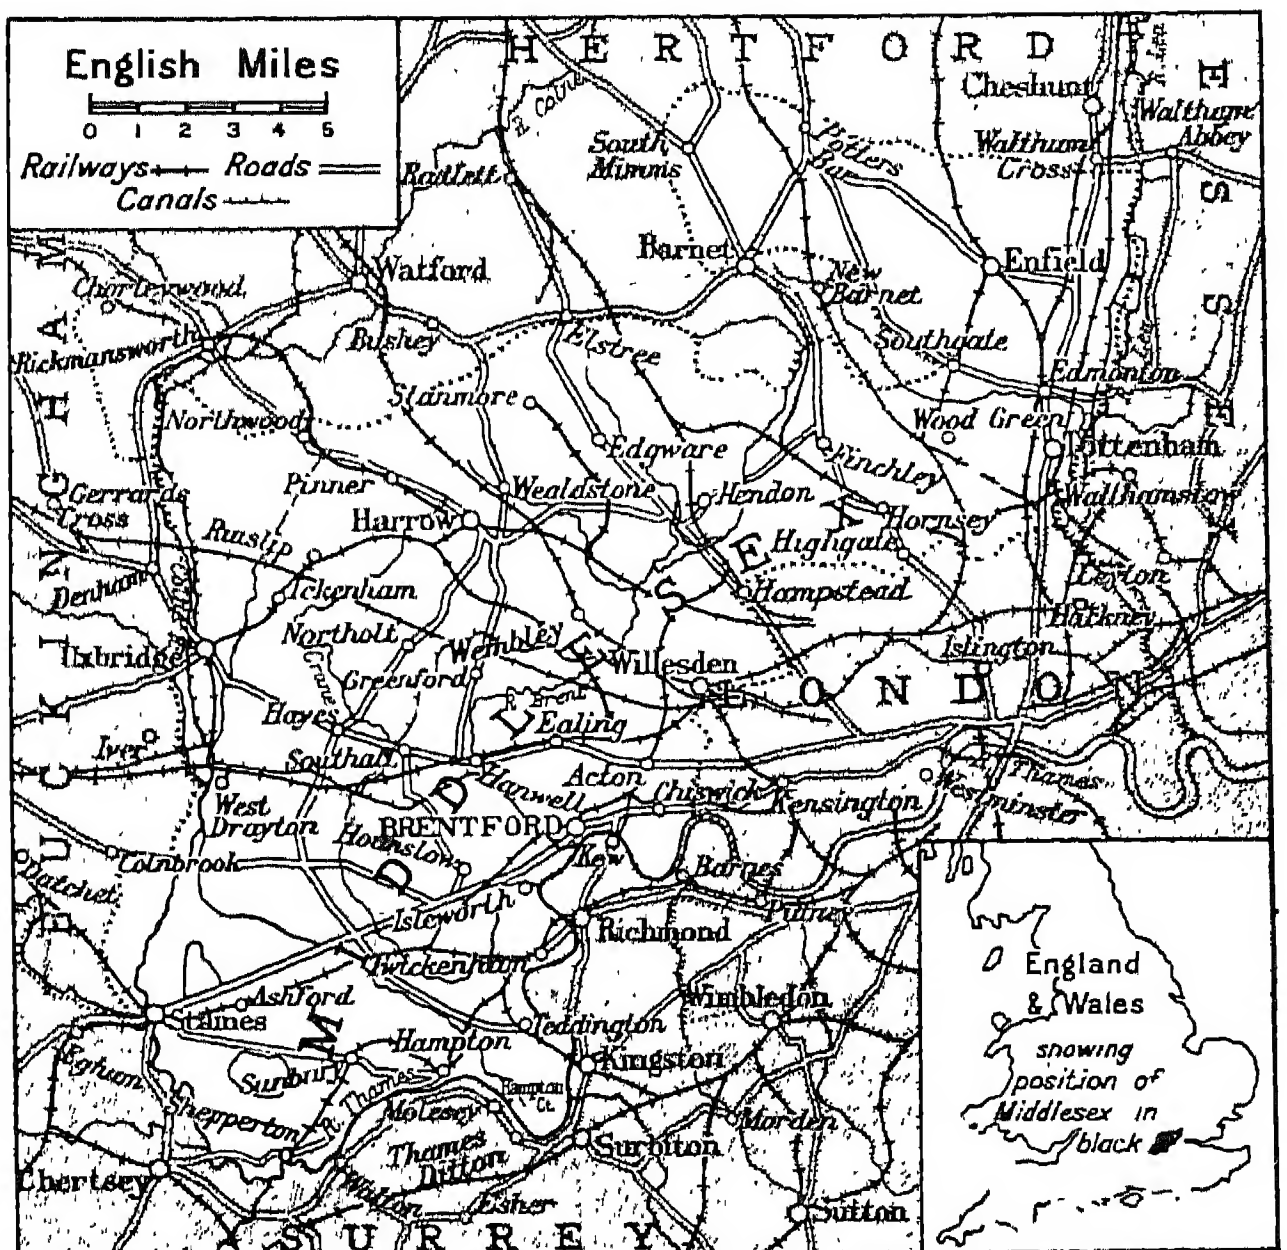 English Miles
0 1 2 3 4 5
Railways Roads
Canals
HERTFORD
ESSEX
BUCKINGHAM
MIDDLESEX
LONDON
SURREY
R. Colne
R. Lea
Cheshunt
Waltham
Abbey
Waltham
Cross
Potters
Bar
South
Mimms
Radlett
Barnet
Enfield
New
Barnet
Watford
Chorleywood
Bushey
Elstree
Southgate
Rickmansworth
Edmonton
Stanmore
Northwood
Wood Green
Edgware
Tottenham
Finchley
Pinner
Wealdstone
Hendon
Walthamstow
Gerrards
Cross
Harrow
Hornsey
Ruislip
Highgate
Denham
Colne
Leyton
Ickenham
Hampstead
Hackney
Northolt
Wembley
Islington
Uxbridge
Crane
Willesden
Greenford
R. Brent
Hayes
Ealing
Iver
Southall
Acton
Thames
Hanwell
Chiswick
Kensington
Westminster
West
Drayton
Hounslow
BRENTFORD
Kew
Colnbrook
Barnes
Datchet
Isleworth
Putney
Richmond
Twickenham
Ashford
Wimbledon
Staines
Teddington
Hampton
Kingston
Egham
Sunbury
R. Thames
Hampton
Ct.
Molesey
Shepperton
Morden
Thames
Ditton
Surbiton
Chertsey
Walton
Esher
Sutton
England
& Wales
showing
position of
Middlesex in
black